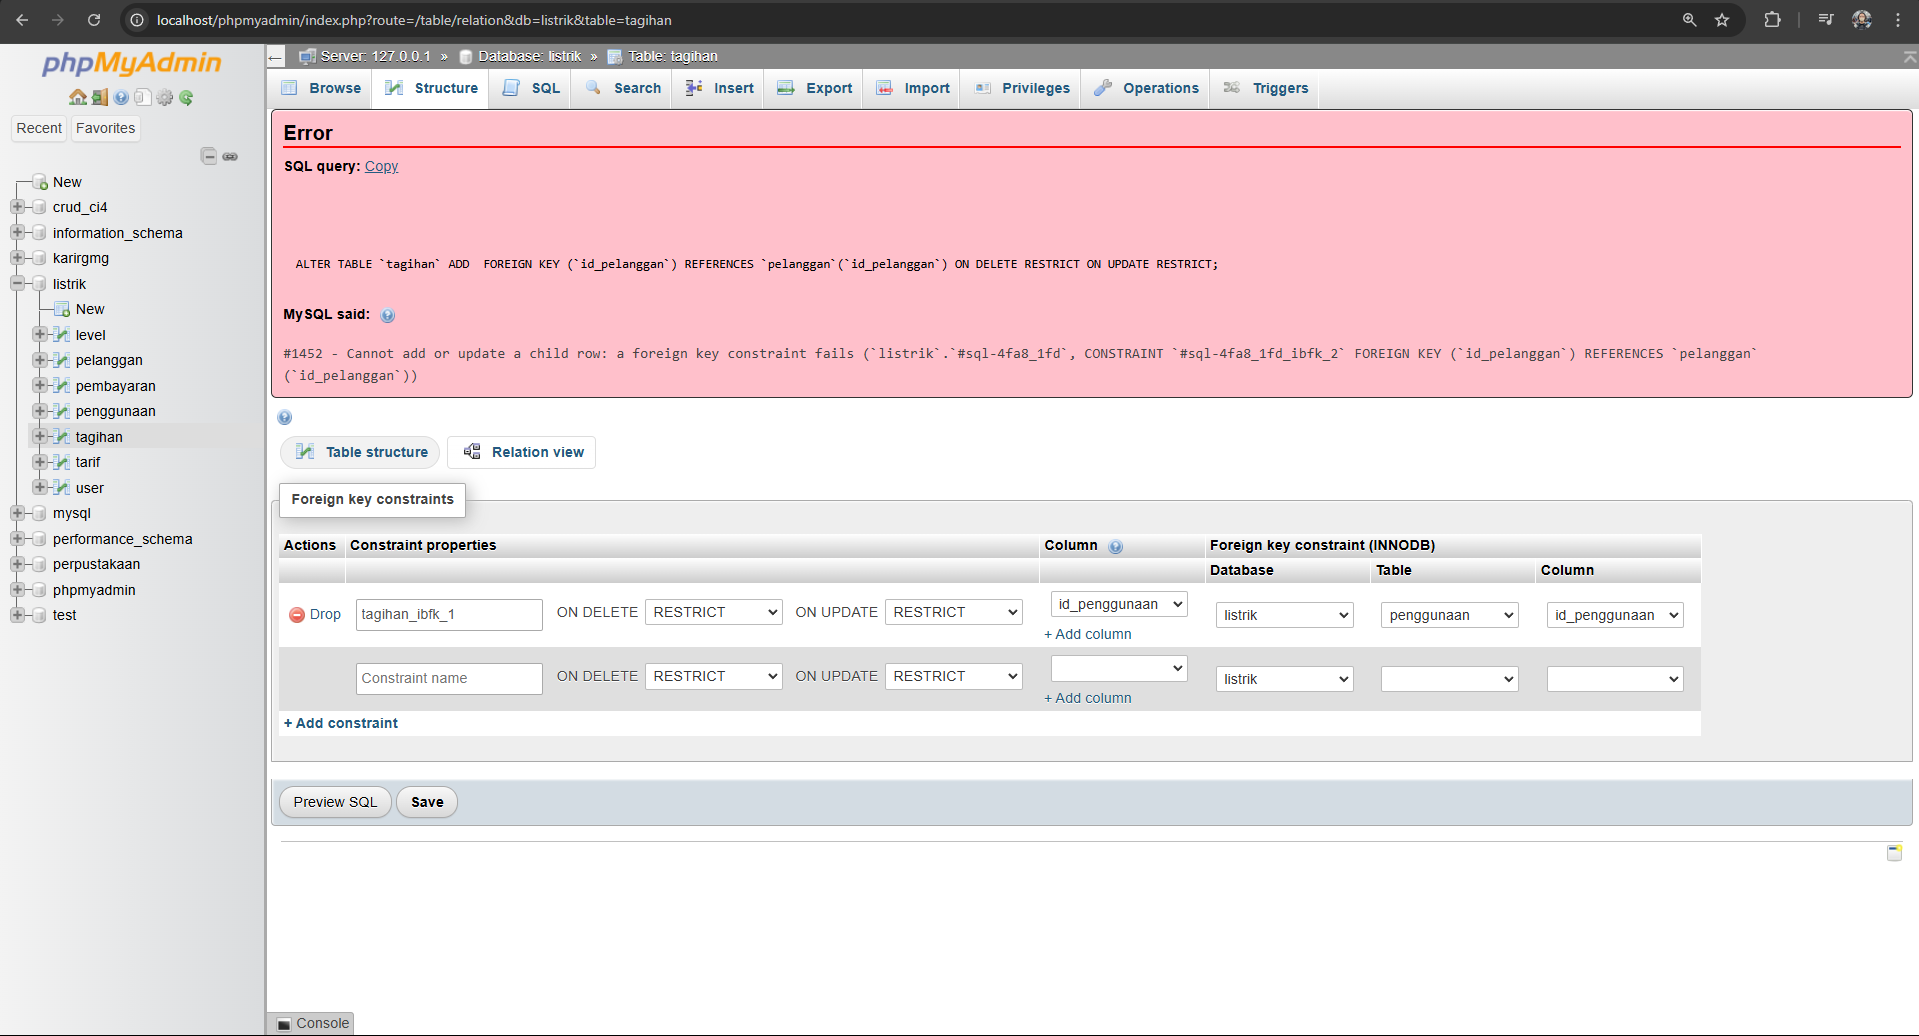 localhost/phpmyadmin/index.php?route=/table/relation&db=listrik&table=tagihan
phpMyAdmin
Recent Favorites
New
crud_ci4
information_schema
karirgmg
listrik
New
level
pelanggan
pembayaran
penggunaan
tagihan
tarif
user
mysql
performance_schema
perpustakaan
phpmyadmin
test
Server: 127.0.0.1 » Database: listrik » Table: tagihan
Browse Structure SQL Search Insert Export Import Privileges Operations Triggers
Error
SQL query: Copy
ALTER TABLE `tagihan` ADD  FOREIGN KEY (`id_pelanggan`) REFERENCES `pelanggan`(`id_pelanggan`) ON DELETE RESTRICT ON UPDATE RESTRICT;
MySQL said:
#1452 - Cannot add or update a child row: a foreign key constraint fails (`listrik`.`#sql-4fa8_1fd`, CONSTRAINT `#sql-4fa8_1fd_ibfk_2` FOREIGN KEY (`id_pelanggan`) REFERENCES `pelanggan`
(`id_pelanggan`))
Table structure Relation view
Foreign key constraints
Actions Constraint properties Column Foreign key constraint (INNODB)
Database Table Column
Drop tagihan_ibfk_1 ON DELETE RESTRICT ON UPDATE RESTRICT id_penggunaan listrik penggunaan id_penggunaan
+ Add column
Constraint name ON DELETE RESTRICT ON UPDATE RESTRICT listrik
+ Add column
+ Add constraint
Preview SQL Save
Console